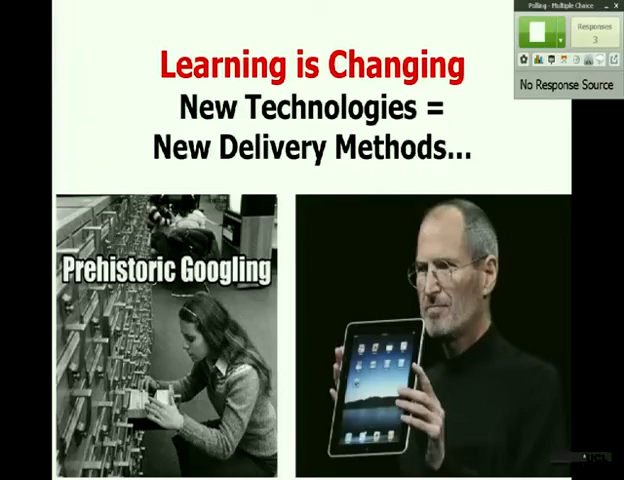 Polling - Multiple Choice
Responses
3
No Response Source
Learning is Changing
New Technologies =
New Delivery Methods...
Prehistoric Googling